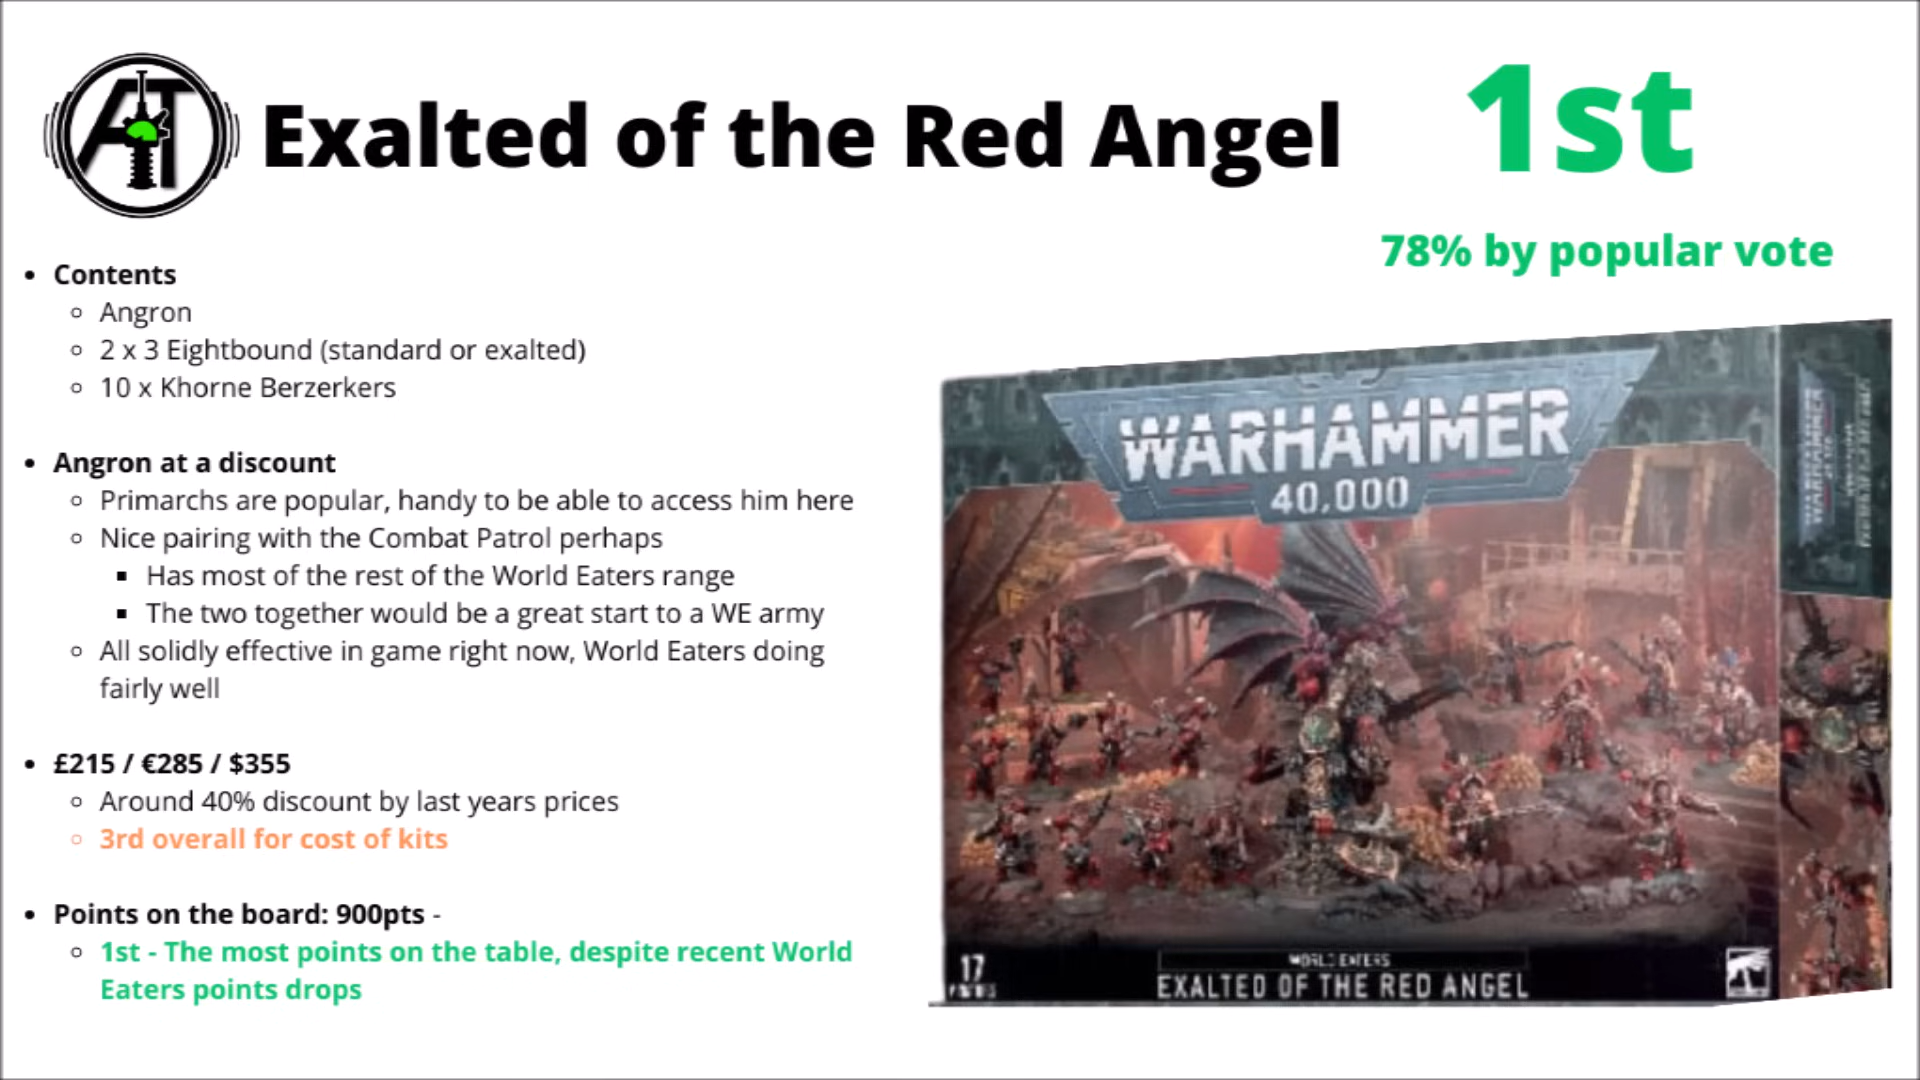 AT
Exalted of the Red Angel
1st
78% by popular vote
Contents
Angron
2 x 3 Eightbound (standard or exalted)
10 x Khorne Berzerkers
Angron at a discount
Primarchs are popular, handy to be able to access him here
Nice pairing with the Combat Patrol perhaps
Has most of the rest of the World Eaters range
The two together would be a great start to a WE army
All solidly effective in game right now, World Eaters doing
fairly well
£215 / €285 / $355
Around 40% discount by last years prices
3rd overall for cost of kits
Points on the board: 900pts -
1st - The most points on the table, despite recent World
Eaters points drops
WARHAMMER
40,000
WARHAMMER
17
WORLD EATERS
EXALTED OF THE RED ANGEL